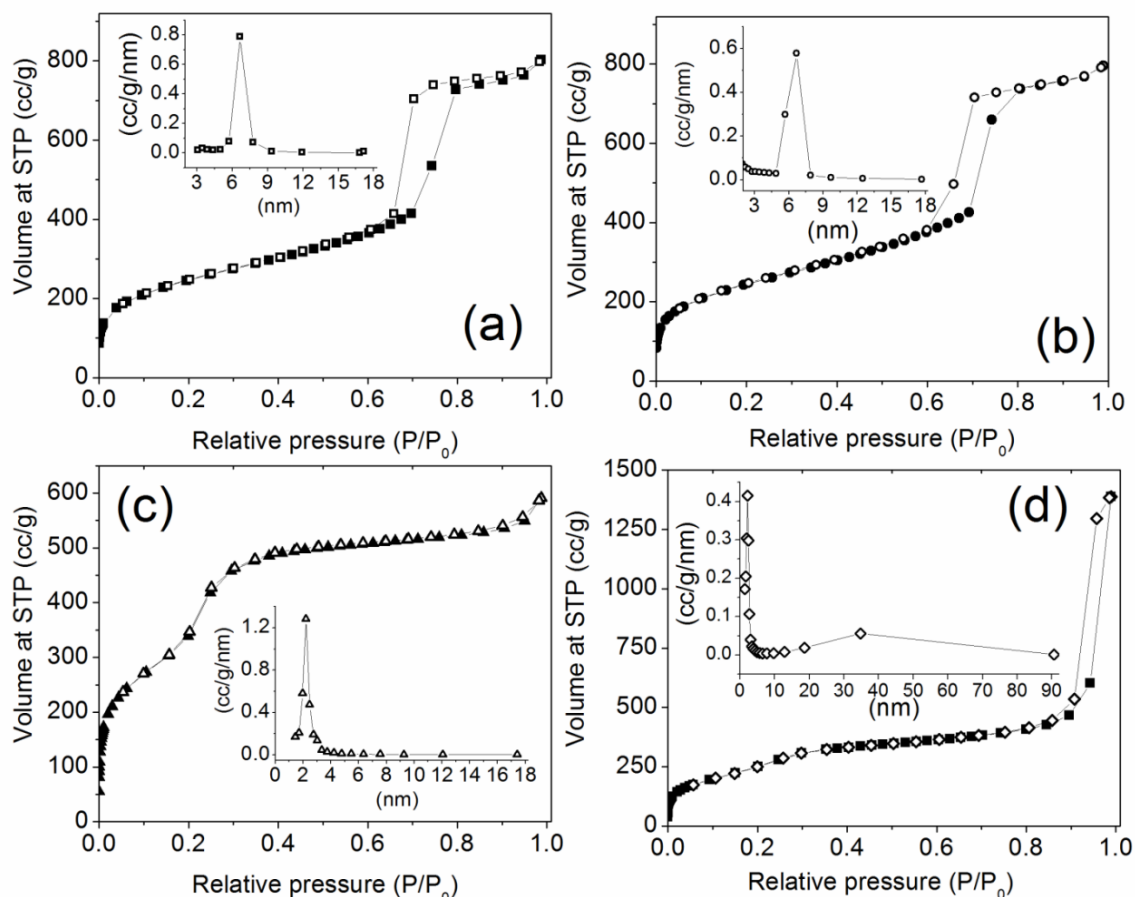 (a)
Volume at STP (cc/g)
800
600
400
200
0
0.0 0.2 0.4 0.6 0.8 1.0
Relative pressure (P/P0)
(cc/g/nm)
0.8
0.6
0.4
0.2
0.0
3 6 9 12 15 18
(nm)
(b)
Volume at STP (cc/g)
800
600
400
200
0
0.0 0.2 0.4 0.6 0.8 1.0
Relative pressure (P/P0)
(cc/g/nm)
0.6
0.4
0.2
0.0
3 6 9 12 15 18
(nm)
(c)
Volume at STP (cc/g)
600
500
400
300
200
100
0
0.0 0.2 0.4 0.6 0.8 1.0
Relative pressure (P/P0)
(cc/g/nm)
1.2
0.8
0.4
0.0
0 2 4 6 8 10 12 14 16 18
(nm)
(d)
Volume at STP (cc/g)
1500
1250
1000
750
500
250
0
0.0 0.2 0.4 0.6 0.8 1.0
Relative pressure (P/P0)
(cc/g/nm)
0.4
0.3
0.2
0.1
0.0
0 10 20 30 40 50 60 70 80 90
(nm)